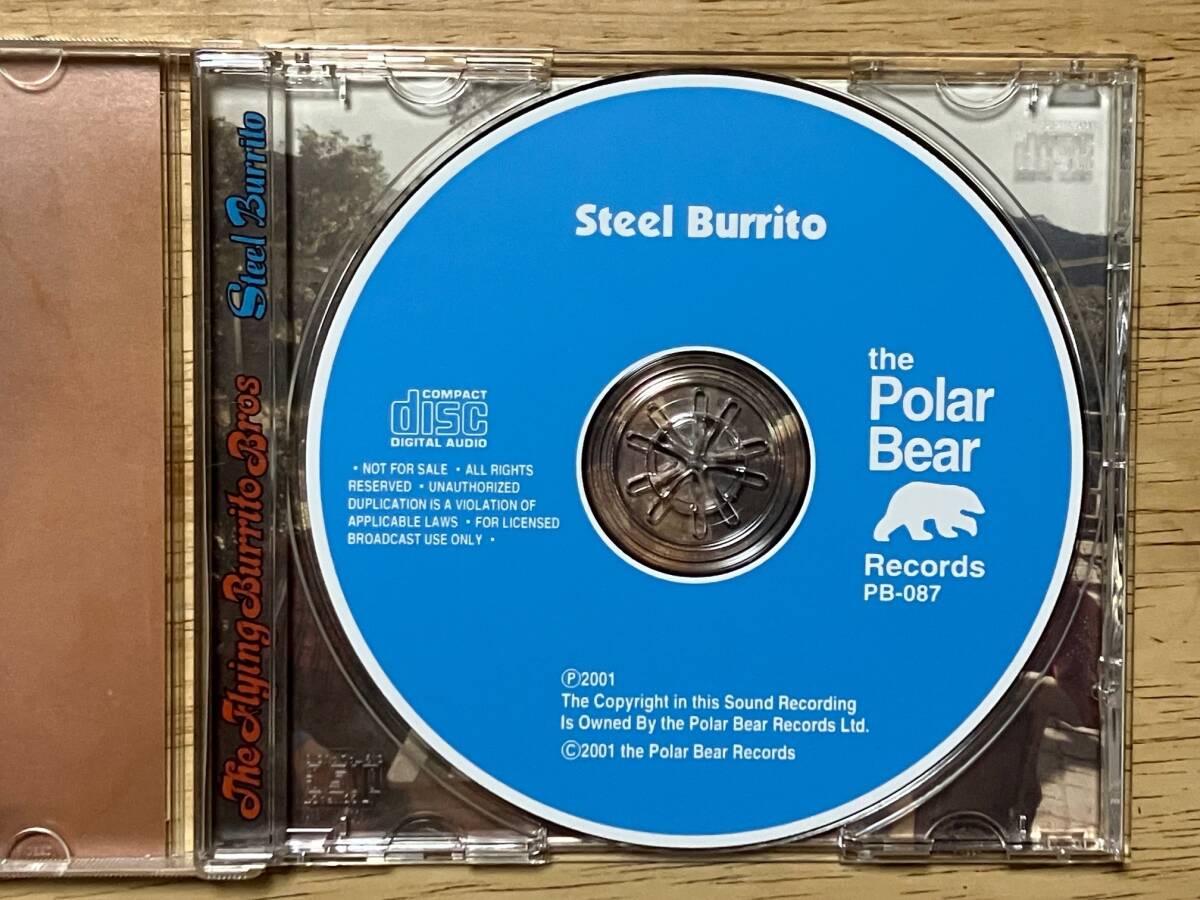 The Flying Burrito Bros Steel Burrito
Steel Burrito
COMPACT
disc
DIGITAL AUDIO
• NOT FOR SALE • ALL RIGHTS
RESERVED • UNAUTHORIZED
DUPLICATION IS A VIOLATION OF
APPLICABLE LAWS • FOR LICENSED
BROADCAST USE ONLY •
the
Polar
Bear
Records
PB-087
Ⓟ2001
The Copyright in this Sound Recording
Is Owned By the Polar Bear Records Ltd.
©2001 the Polar Bear Records